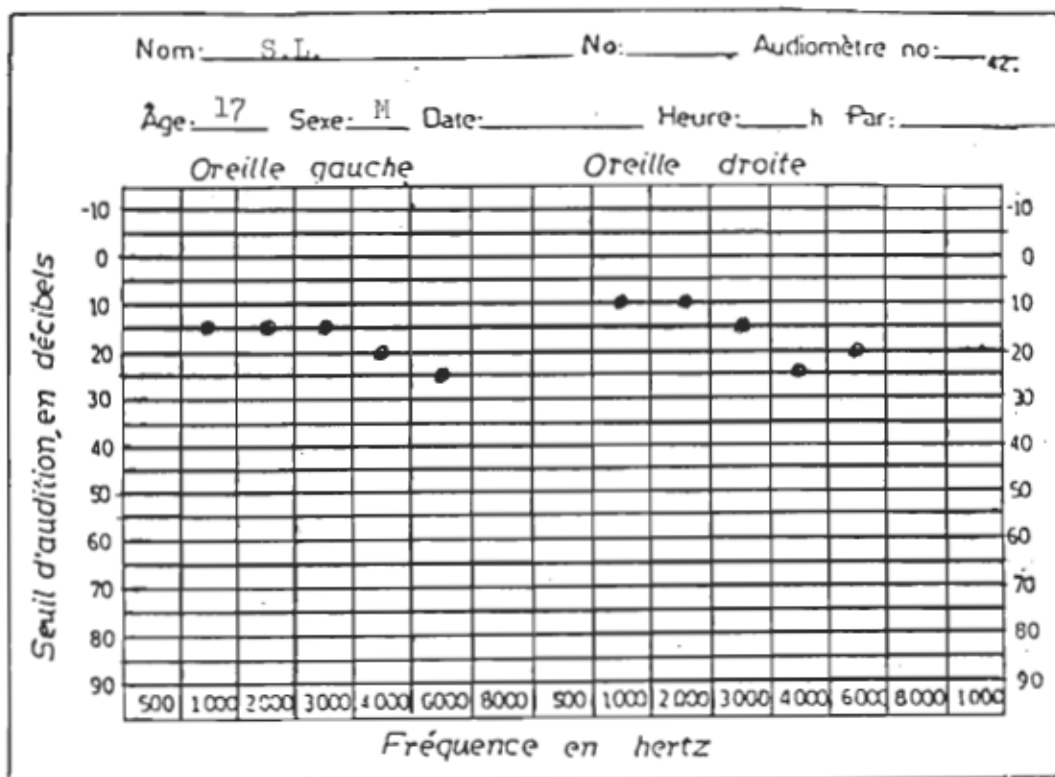 Nom: S.L. No: Audiomètre no:
Âge: 17 Sexe: M Date: Heure: h Par:
Oreille gauche Oreille droite
-10 -10
0 0
10 10
20 20
30 30
40 40
50 50
60 60
70 70
80 80
90 90
Seuil d'audition, en décibels
500 1000 2000 3000 4000 6000 8000 500 1000 2000 3000 4000 6000 1000
Fréquence en hertz